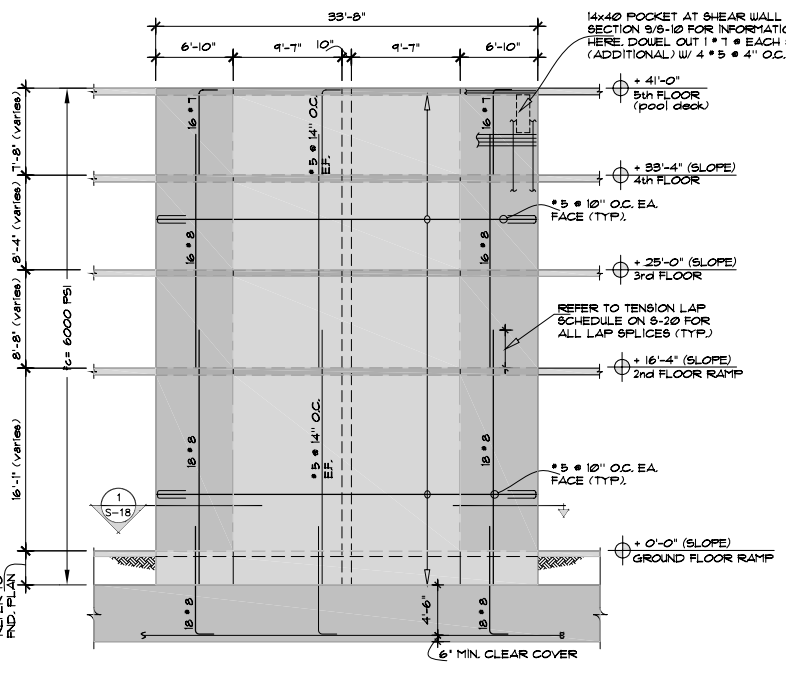 33'-8"
6'-10" 9'-7" 10" 9'-7" 6'-10"
14x40 POCKET AT SHEAR WALL
SECTION 9/S-10 FOR
HERE. DOWEL OUT 1 #7 @ EACH
(ADDITIONAL) W/ 4 #5 @ 4" O.C.
+ 41'-0"
5th FLOOR
(pool deck)
+ 33'-4" (SLOPE)
4th FLOOR
#5 @ 10" O.C. EA.
FACE (TYP).
+ 25'-0" (SLOPE)
3rd FLOOR
REFER TO TENSION LAP
SCHEDULE ON S-20 FOR
ALL LAP SPLICES (TYP.)
+ 16'-4" (SLOPE)
2nd FLOOR RAMP
#5 @ 10" O.C. EA.
FACE (TYP).
+ 0'-0" (SLOPE)
GROUND FLOOR RAMP
7'-8" (varies)
8'-4" (varies)
8'-8" (varies)
16'-1" (varies)
f'c= 6000 PSI
16 #7
#5 @ 14" O.C.
E.F.
16 #7
16 #8
16 #8
18 #8
#5 @ 14" O.C.
E.F.
18 #8
1
S-18
REFER TO
FND. PLAN
18 #8
18 #8
4'-6"
6" MIN. CLEAR COVER